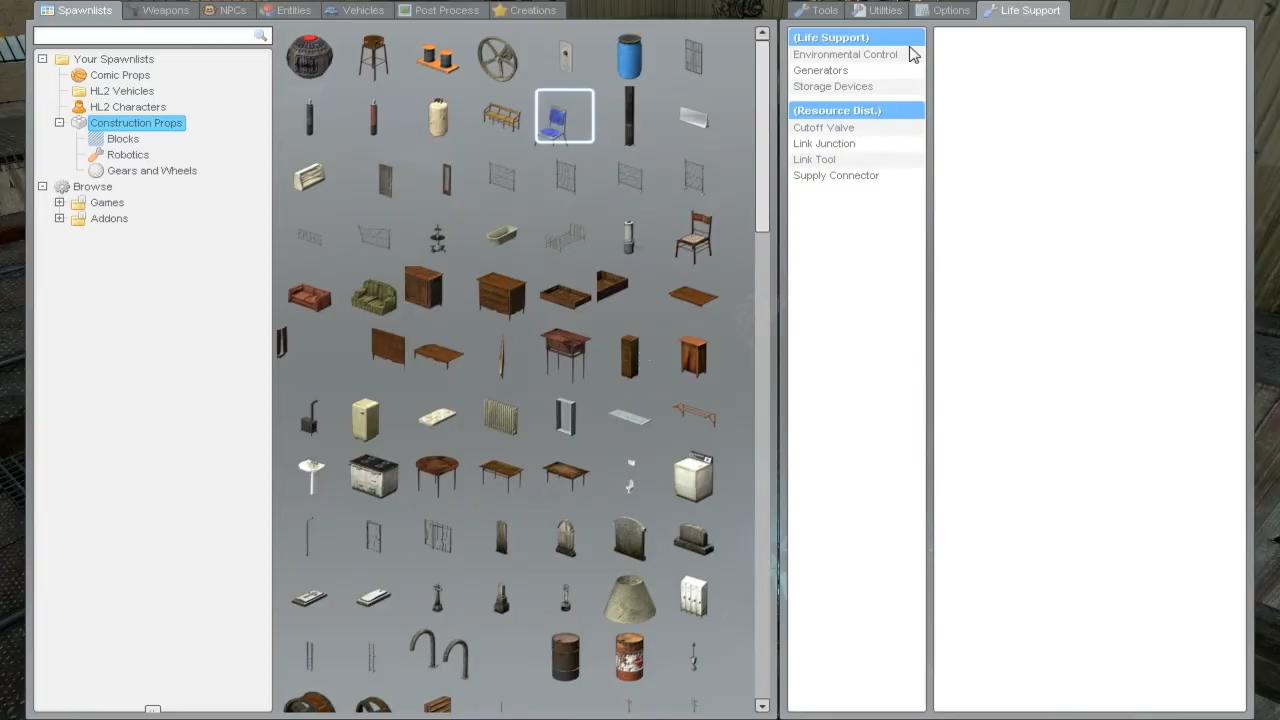 Spawnlists
Weapons
NPCs
Entities
Vehicles
Post Process
Creations
Tools
Utilities
Options
Life Support
Your Spawnlists
Comic Props
HL2 Vehicles
HL2 Characters
Construction Props
Blocks
Robotics
Gears and Wheels
Browse
Games
Addons
(Life Support)
Environmental Control
Generators
Storage Devices
(Resource Dist.)
Cutoff Valve
Link Junction
Link Tool
Supply Connector